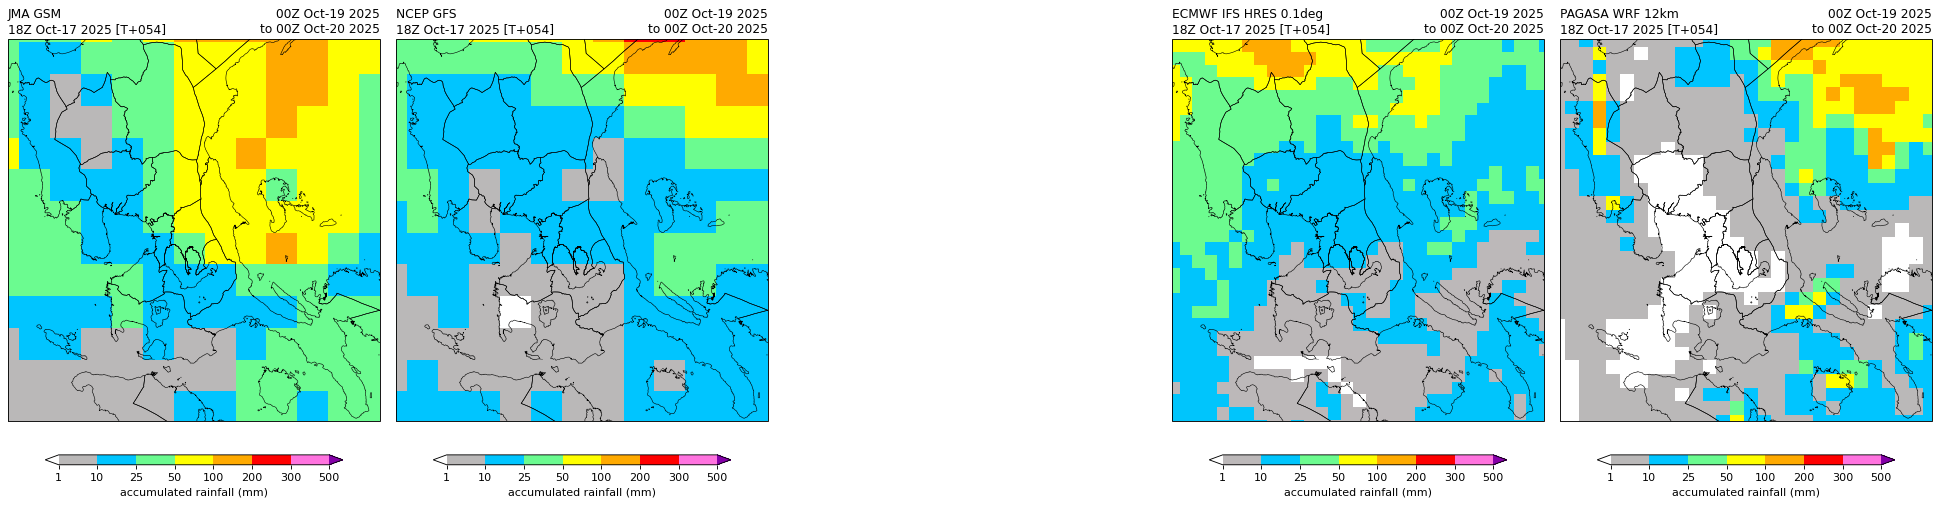 JMA GSM 00Z Oct-19 2025
18Z Oct-17 2025 [T+054] to 00Z Oct-20 2025
NCEP GFS 00Z Oct-19 2025
18Z Oct-17 2025 [T+054] to 00Z Oct-20 2025
ECMWF IFS HRES 0.1deg 00Z Oct-19 2025
18Z Oct-17 2025 [T+054] to 00Z Oct-20 2025
PAGASA WRF 12km 00Z Oct-19 2025
18Z Oct-17 2025 [T+054] to 00Z Oct-20 2025
1 10 25 50 100 200 300 500
accumulated rainfall (mm)
1 10 25 50 100 200 300 500
accumulated rainfall (mm)
1 10 25 50 100 200 300 500
accumulated rainfall (mm)
1 10 25 50 100 200 300 500
accumulated rainfall (mm)